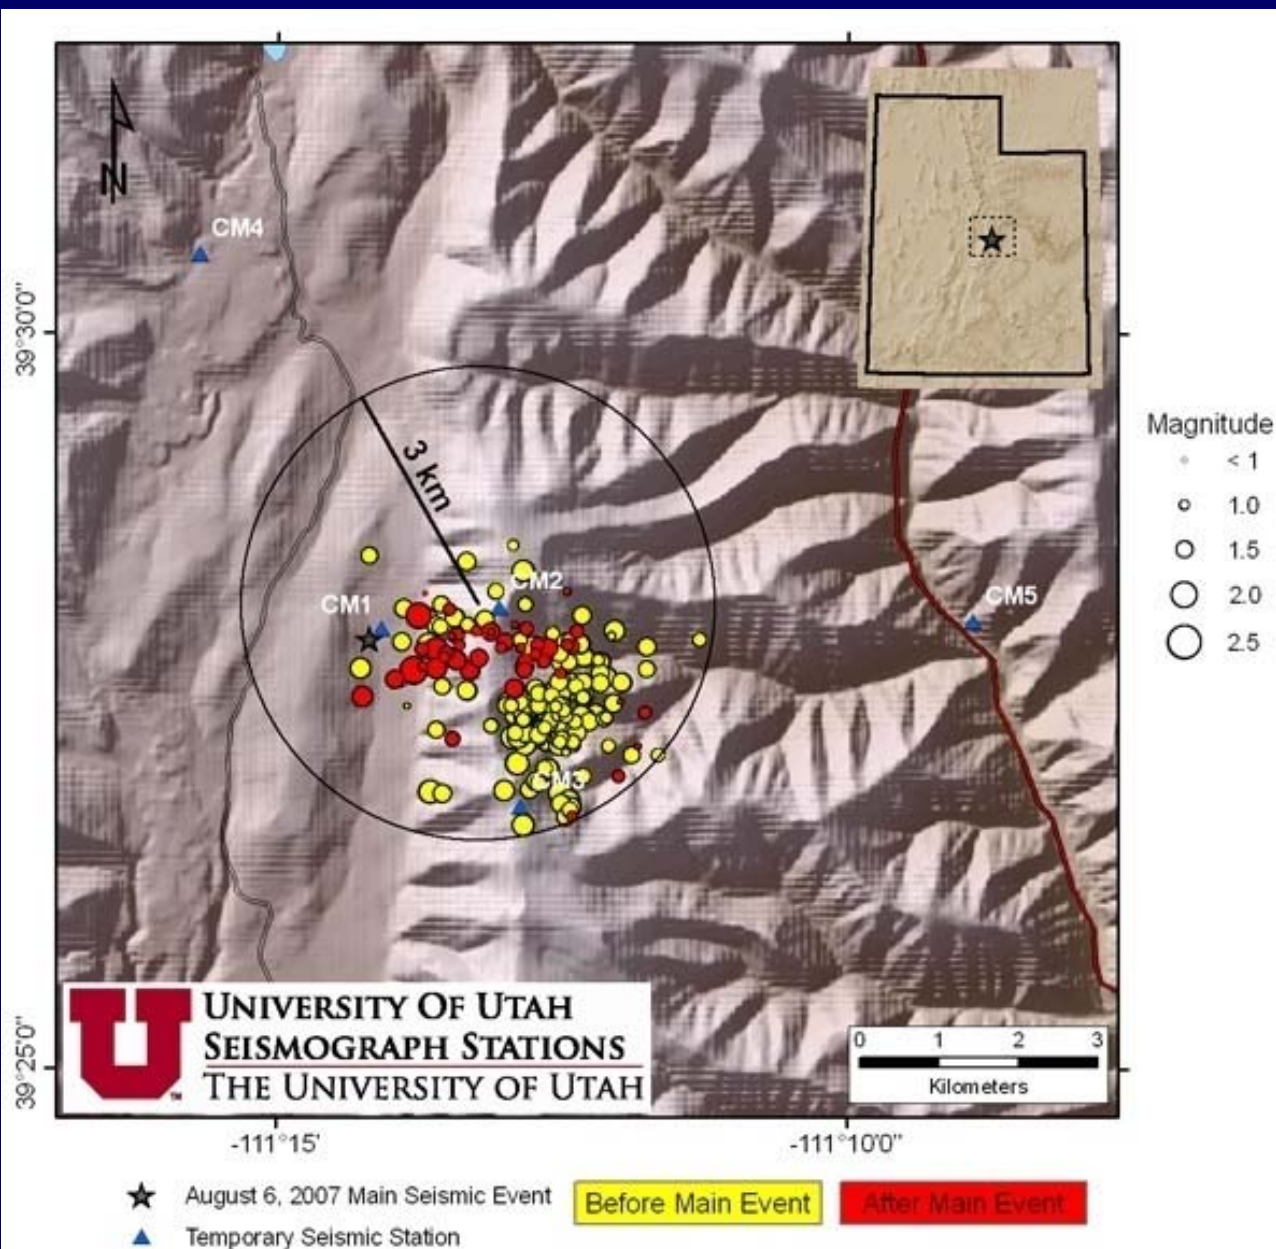 N
CM4
39°30'0"
3 km
Magnitude
< 1
1.0
1.5
2.0
2.5
CM2
CM1
CM5
CM3
39°25'0"
UNIVERSITY OF UTAH
SEISMOGRAPH STATIONS
THE UNIVERSITY OF UTAH
TM
0 1 2 3
Kilometers
-111°15'
-111°10'0"
August 6, 2007 Main Seismic Event
Before Main Event
After Main Event
Temporary Seismic Station